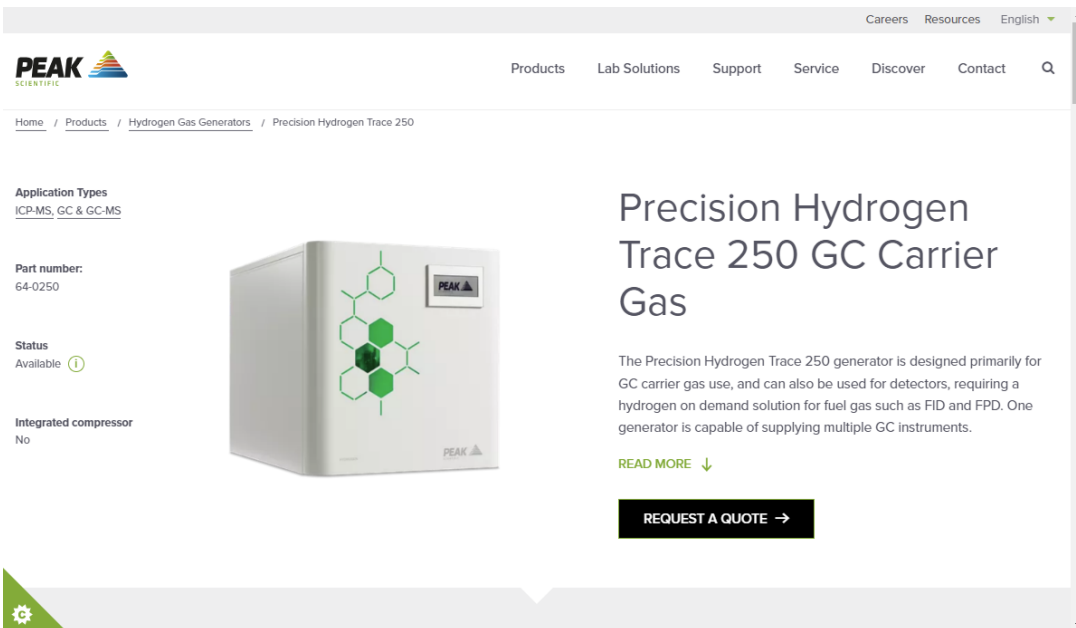 Careers Resources English
PEAK
SCIENTIFIC
Products Lab Solutions Support Service Discover Contact
Home / Products / Hydrogen Gas Generators / Precision Hydrogen Trace 250
Application Types
ICP-MS, GC & GC-MS
Part number:
64-0250
Status
Available i
Integrated compressor
No
PEAK
PEAK
Precision Hydrogen
Trace 250 GC Carrier
Gas
The Precision Hydrogen Trace 250 generator is designed primarily for
GC carrier gas use, and can also be used for detectors, requiring a
hydrogen on demand solution for fuel gas such as FID and FPD. One
generator is capable of supplying multiple GC instruments.
READ MORE ↓
REQUEST A QUOTE →
C